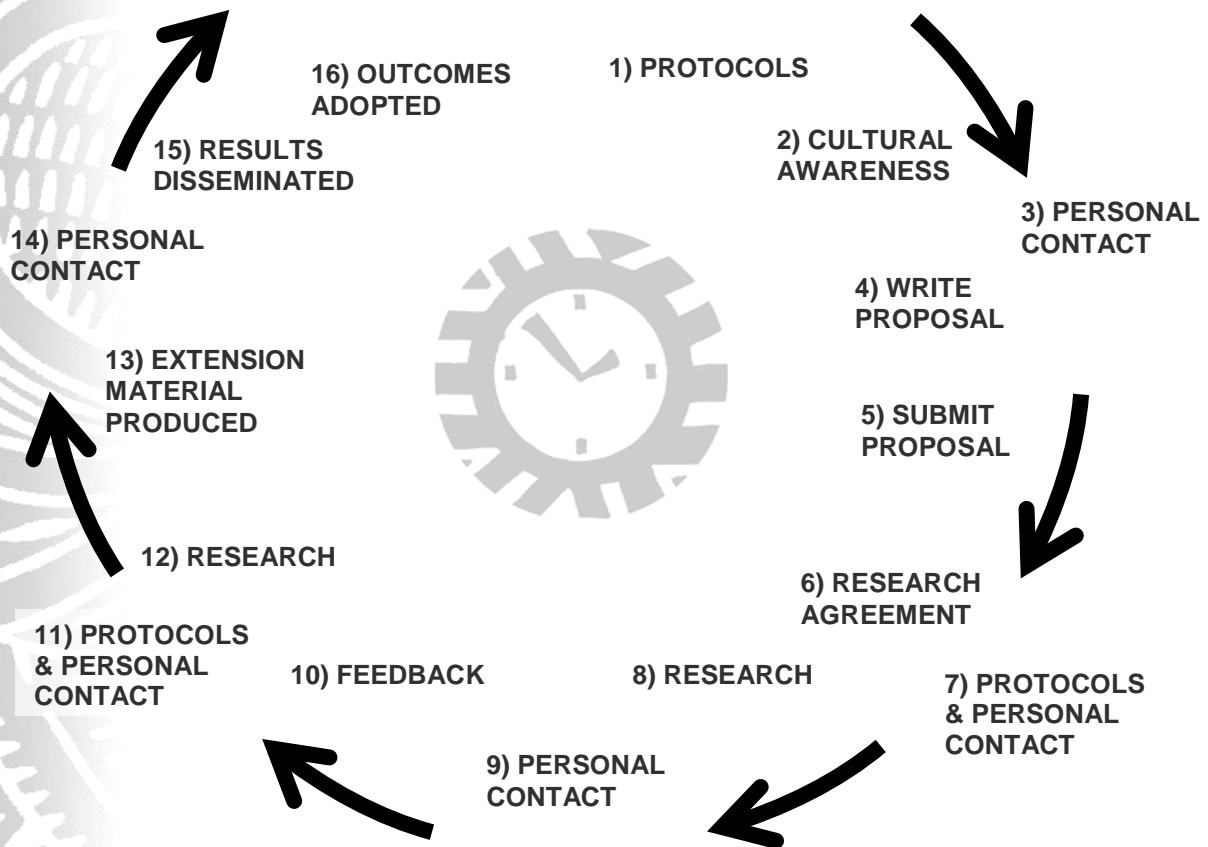 1) PROTOCOLS
2) CULTURAL
AWARENESS
3) PERSONAL
CONTACT
4) WRITE
PROPOSAL
5) SUBMIT
PROPOSAL
6) RESEARCH
AGREEMENT
7) PROTOCOLS
& PERSONAL
CONTACT
8) RESEARCH
9) PERSONAL
CONTACT
10) FEEDBACK
11) PROTOCOLS
& PERSONAL
CONTACT
12) RESEARCH
13) EXTENSION
MATERIAL
PRODUCED
14) PERSONAL
CONTACT
15) RESULTS
DISSEMINATED
16) OUTCOMES
ADOPTED